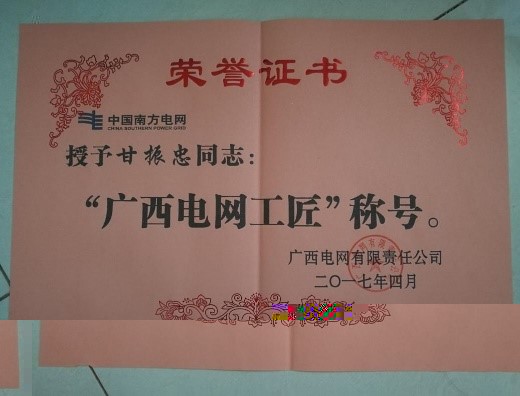 荣誉证书
中国南方电网
CHINA SOUTHERN POWER GRID
授予甘振忠同志：
“广西电网工匠”称号。
广西电网有限责任公司
二〇一七年四月